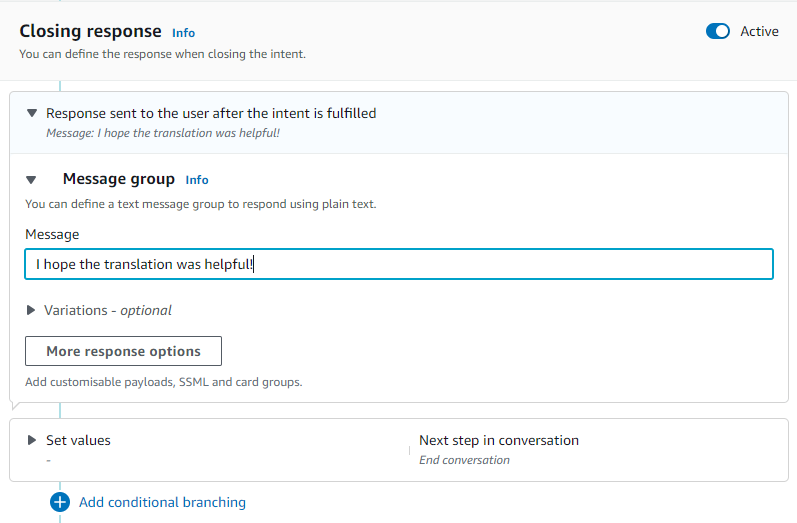 Closing response Info
Active
You can define the response when closing the intent.
Response sent to the user after the intent is fulfilled
Message: I hope the translation was helpful!
Message group Info
You can define a text message group to respond using plain text.
Message
I hope the translation was helpful!
Variations - optional
More response options
Add customisable payloads, SSML and card groups.
Set values
-
Next step in conversation
End conversation
Add conditional branching